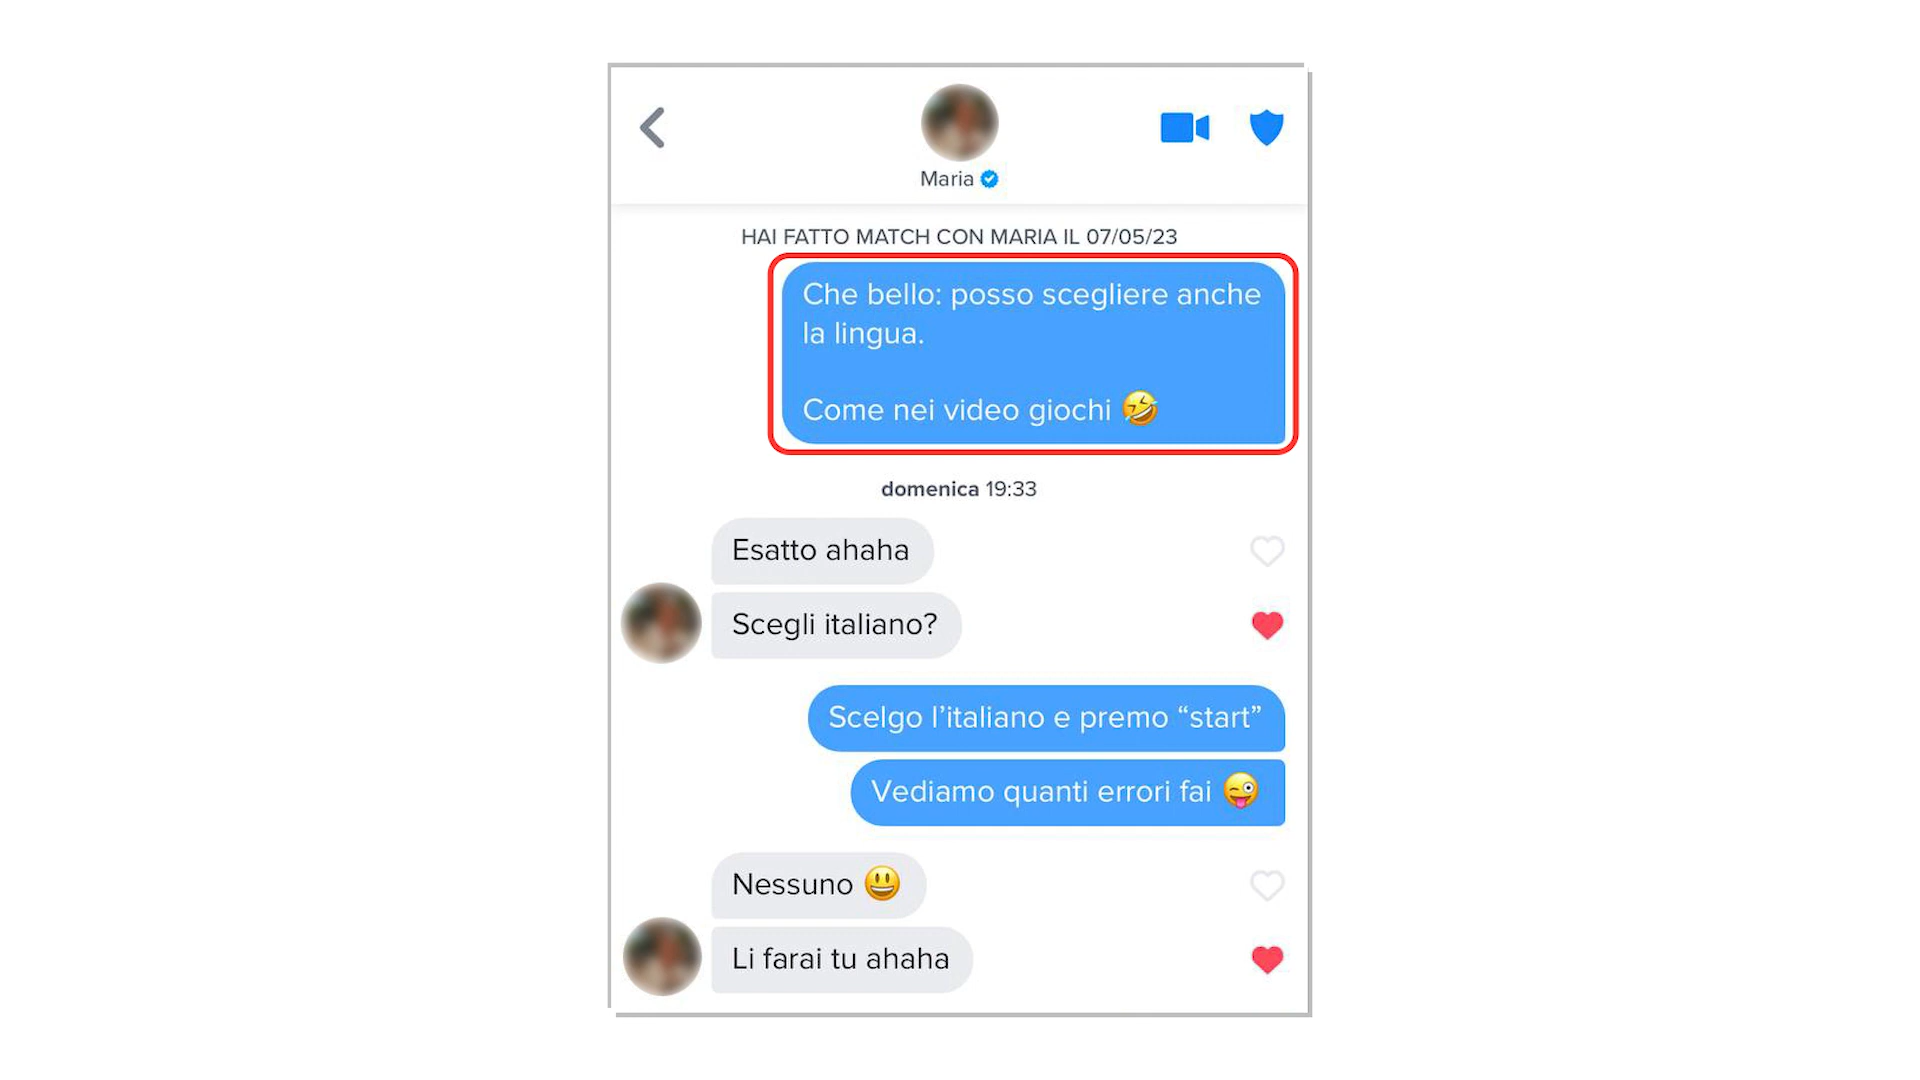 Maria
HAI FATTO MATCH CON MARIA IL 07/05/23
Che bello: posso scegliere anche
la lingua.
Come nei video giochi 🤣
domenica 19:33
Esatto ahaha
Scegli italiano?
Scelgo l’italiano e premo “start”
Vediamo quanti errori fai 😜
Nessuno 😃
Li farai tu ahaha